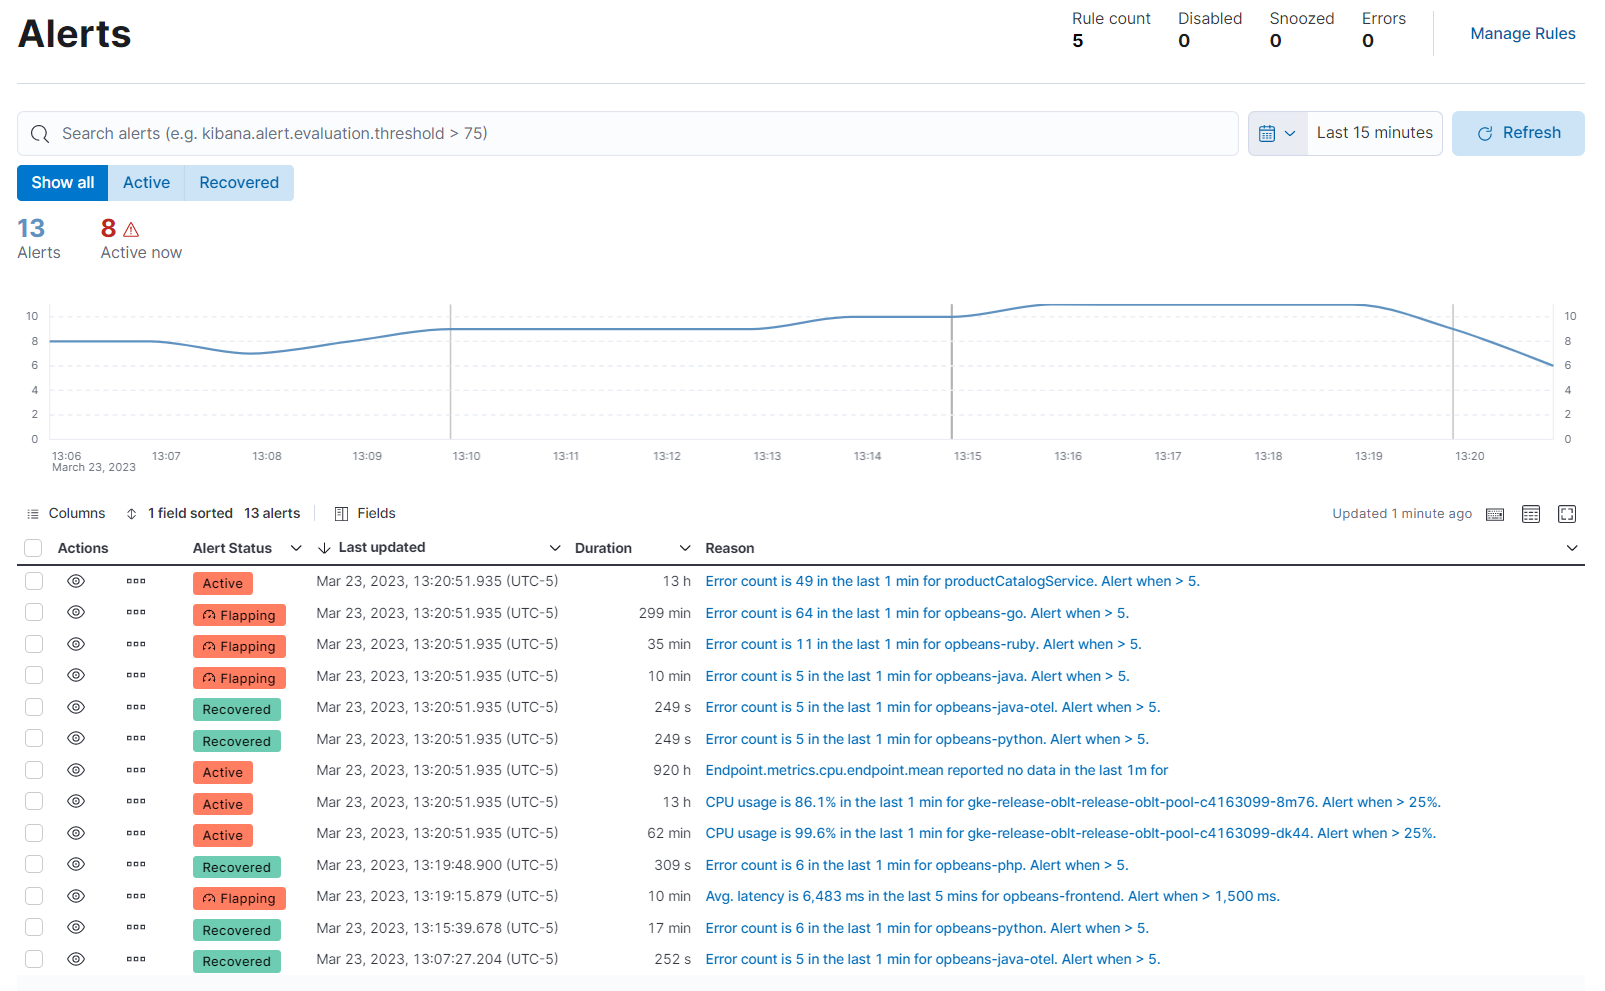 Alerts
Rule count Disabled Snoozed Errors
5 0 0 0
Manage Rules
Search alerts (e.g. kibana.alert.evaluation.threshold > 75)
Last 15 minutes
Refresh
Show all Active Recovered
13 8
Alerts Active now
10 10
8 8
6 6
4 4
2 2
0 0
13:06 13:07 13:08 13:09 13:10 13:11 13:12 13:13 13:14 13:15 13:16 13:17 13:18 13:19 13:20
March 23, 2023
Columns 1 field sorted 13 alerts Fields Updated 1 minute ago
Actions Alert Status Last updated Duration Reason
Active Mar 23, 2023, 13:20:51.935 (UTC-5) 13 h Error count is 49 in the last 1 min for productCatalogService. Alert when > 5.
Flapping Mar 23, 2023, 13:20:51.935 (UTC-5) 299 min Error count is 64 in the last 1 min for opbeans-go. Alert when > 5.
Flapping Mar 23, 2023, 13:20:51.935 (UTC-5) 35 min Error count is 11 in the last 1 min for opbeans-ruby. Alert when > 5.
Flapping Mar 23, 2023, 13:20:51.935 (UTC-5) 10 min Error count is 5 in the last 1 min for opbeans-java. Alert when > 5.
Recovered Mar 23, 2023, 13:20:51.935 (UTC-5) 249 s Error count is 5 in the last 1 min for opbeans-java-otel. Alert when > 5.
Recovered Mar 23, 2023, 13:20:51.935 (UTC-5) 249 s Error count is 5 in the last 1 min for opbeans-python. Alert when > 5.
Active Mar 23, 2023, 13:20:51.935 (UTC-5) 920 h Endpoint.metrics.cpu.endpoint.mean reported no data in the last 1m for
Active Mar 23, 2023, 13:20:51.935 (UTC-5) 13 h CPU usage is 86.1% in the last 1 min for gke-release-oblt-release-oblt-pool-c4163099-8m76. Alert when > 25%.
Active Mar 23, 2023, 13:20:51.935 (UTC-5) 62 min CPU usage is 99.6% in the last 1 min for gke-release-oblt-release-oblt-pool-c4163099-dk44. Alert when > 25%.
Recovered Mar 23, 2023, 13:19:48.900 (UTC-5) 309 s Error count is 6 in the last 1 min for opbeans-php. Alert when > 5.
Flapping Mar 23, 2023, 13:19:15.879 (UTC-5) 10 min Avg. latency is 6,483 ms in the last 5 mins for opbeans-frontend. Alert when > 1,500 ms.
Recovered Mar 23, 2023, 13:15:39.678 (UTC-5) 17 min Error count is 6 in the last 1 min for opbeans-python. Alert when > 5.
Recovered Mar 23, 2023, 13:07:27.204 (UTC-5) 252 s Error count is 5 in the last 1 min for opbeans-java-otel. Alert when > 5.